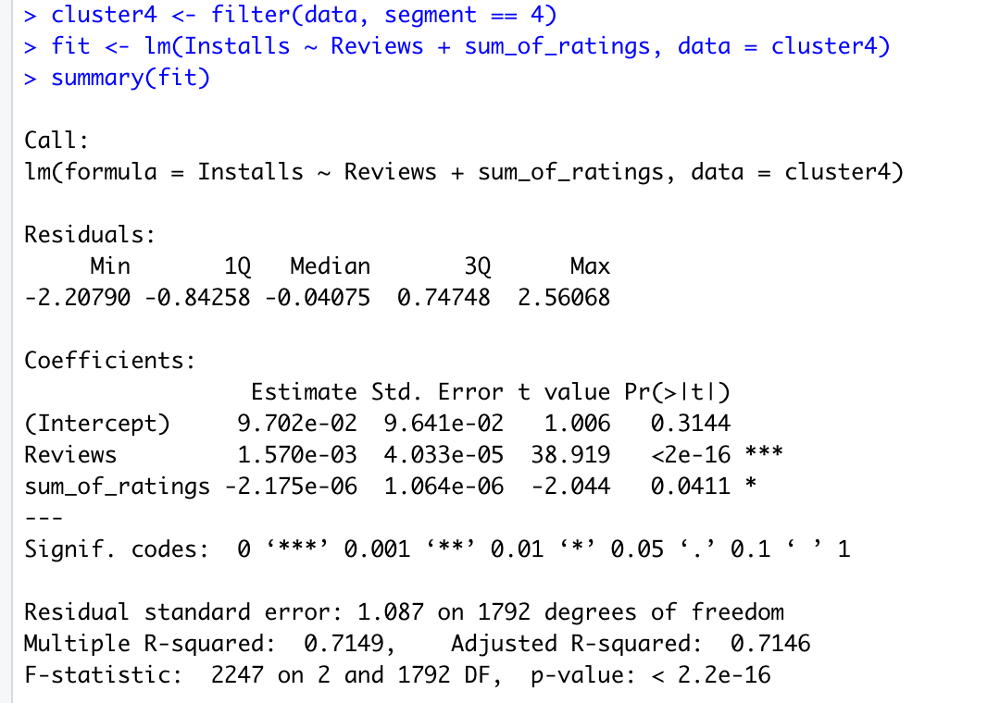 > cluster4 <- filter(data, segment == 4)
> fit <- lm(Installs ~ Reviews + sum_of_ratings, data = cluster4)
> summary(fit)

Call:
lm(formula = Installs ~ Reviews + sum_of_ratings, data = cluster4)

Residuals:
     Min       1Q   Median       3Q      Max
-2.20790 -0.84258 -0.04075  0.74748  2.56068

Coefficients:
                 Estimate Std. Error t value Pr(>|t|)
(Intercept)     9.702e-02  9.641e-02   1.006   0.3144
Reviews         1.570e-03  4.033e-05  38.919   <2e-16 ***
sum_of_ratings -2.175e-06  1.064e-06  -2.044   0.0411 *
---
Signif. codes:  0 ‘***’ 0.001 ‘**’ 0.01 ‘*’ 0.05 ‘.’ 0.1 ‘ ’ 1

Residual standard error: 1.087 on 1792 degrees of freedom
Multiple R-squared:  0.7149,    Adjusted R-squared:  0.7146
F-statistic:  2247 on 2 and 1792 DF,  p-value: < 2.2e-16